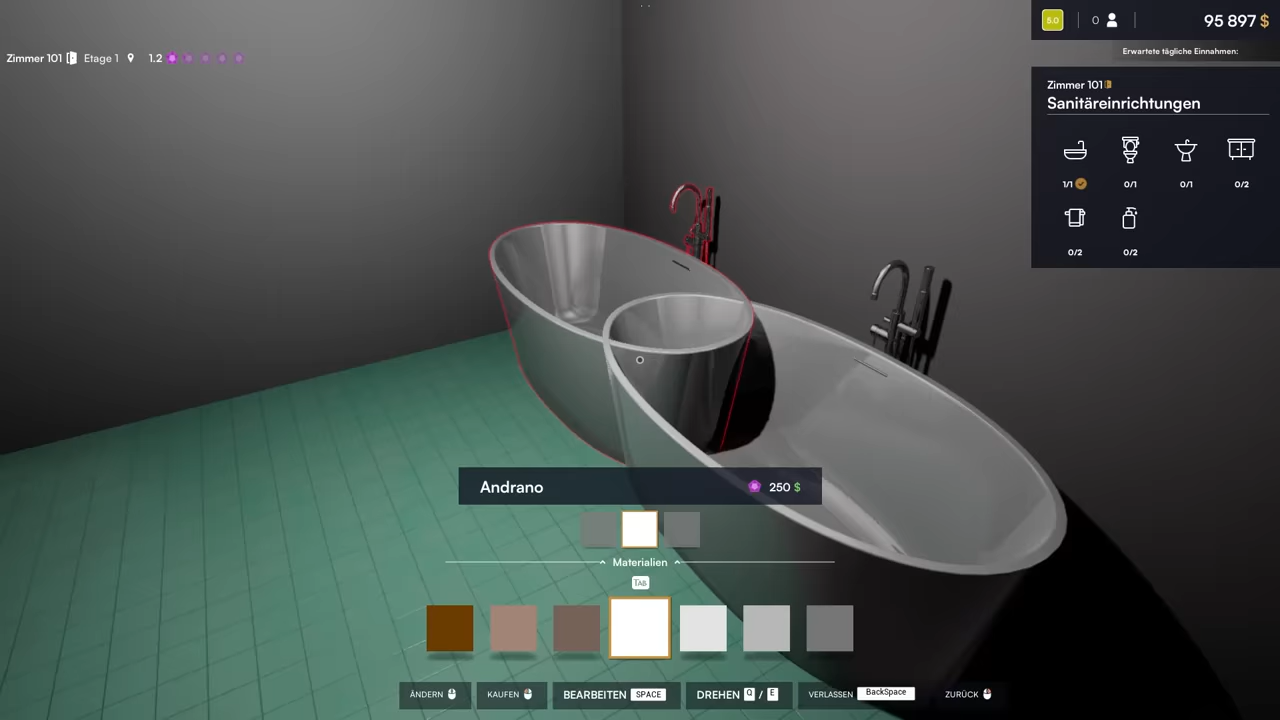 Zimmer 101 Etage 1 1.2
5.0 0 95 897 $
Erwartete tägliche Einnahmen:
Zimmer 101
Sanitäreinrichtungen
1/1 0/1 0/1 0/2
0/2 0/2
Andrano 250 $
Materialien
TAB
ÄNDERN KAUFEN BEARBEITEN SPACE DREHEN Q / E VERLASSEN BackSpace ZURÜCK